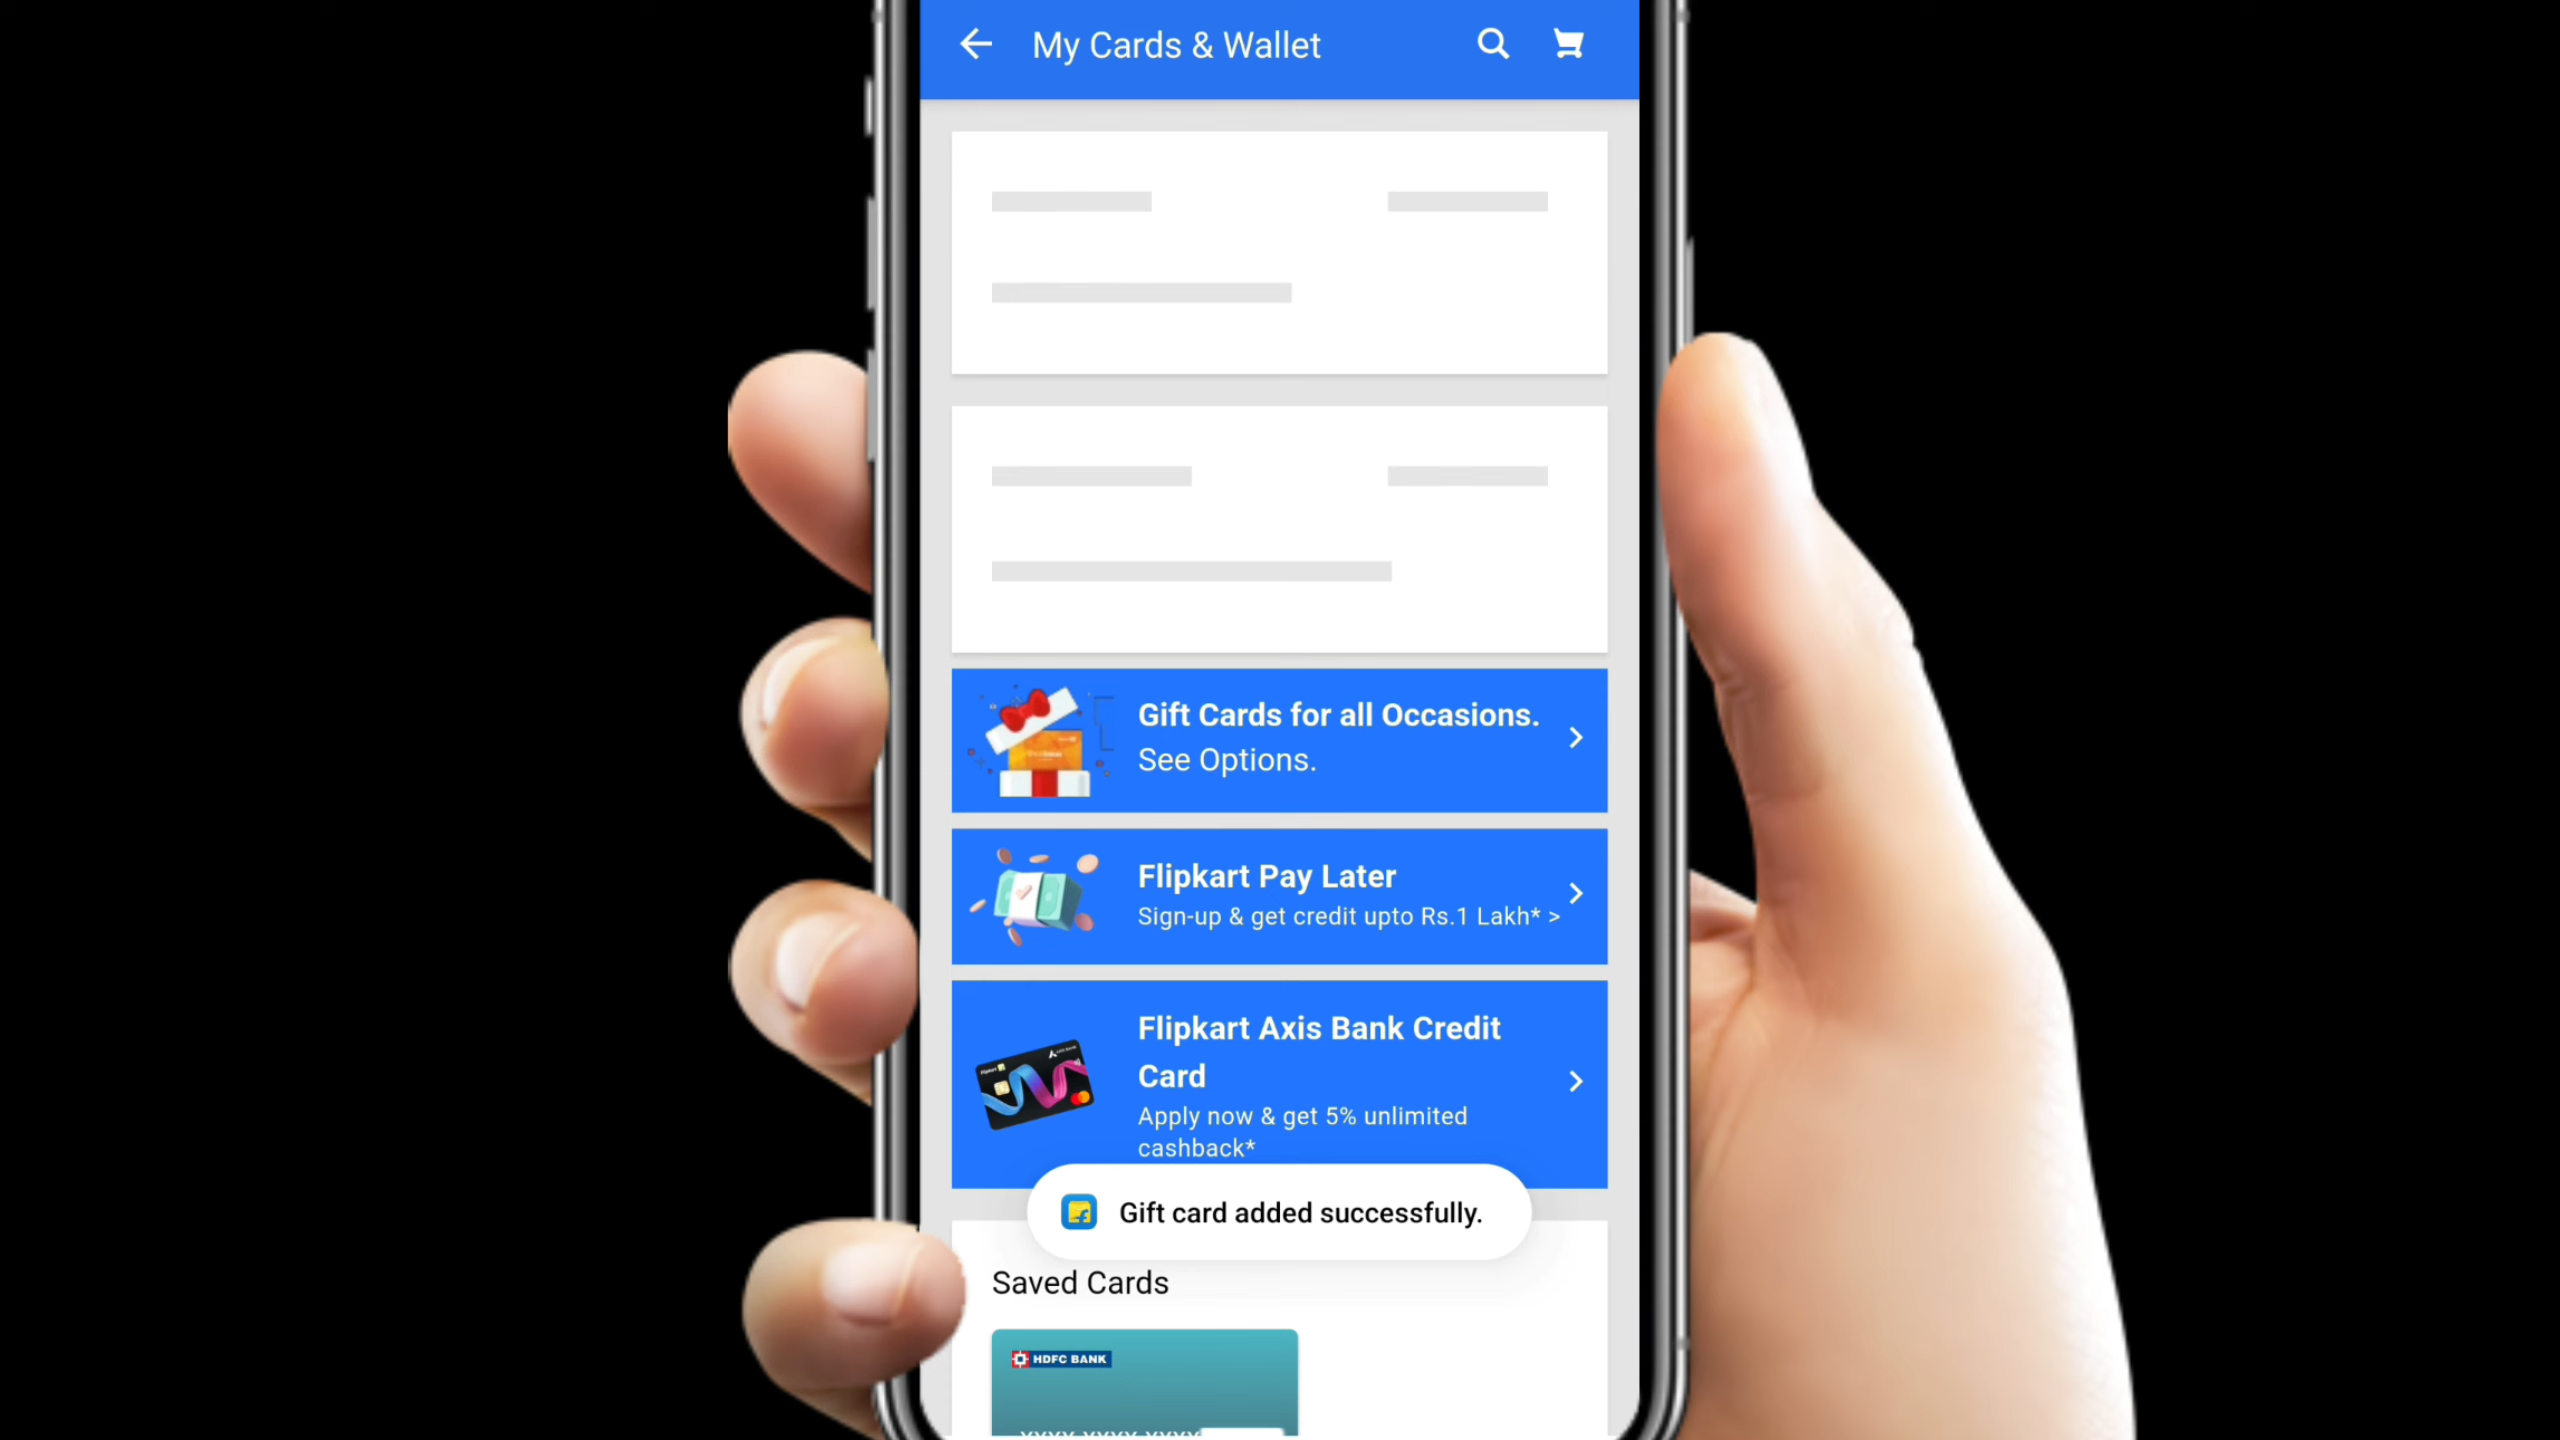 My Cards & Wallet
Gift Cards for all Occasions.
See Options.
Flipkart Pay Later
Sign-up & get credit upto Rs.1 Lakh* >
Flipkart Axis Bank Credit
Card
Apply now & get 5% unlimited
cashback*
Gift card added successfully.
Saved Cards
HDFC BANK